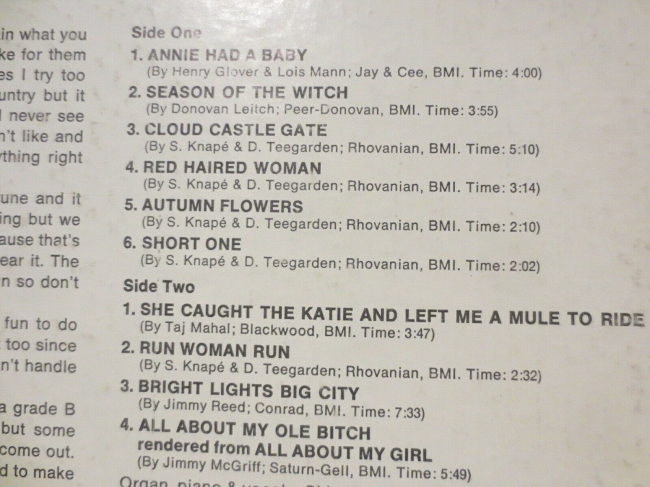 in what you
ke for them
es I try too
untry but it
I never see
n't like and
thing right
une and it
ing but we
ause that's
ear it. The
n so don't
fun to do
too since
n't handle
a grade B
but some
come out.
d to make
Side One
1. ANNIE HAD A BABY
(By Henry Glover & Lois Mann; Jay & Cee, BMI. Time: 4:00)
2. SEASON OF THE WITCH
(By Donovan Leitch; Peer-Donovan, BMI. Time: 3:55)
3. CLOUD CASTLE GATE
(By S. Knapé & D. Teegarden; Rhovanian, BMI. Time: 5:10)
4. RED HAIRED WOMAN
(By S. Knapé & D. Teegarden; Rhovanian, BMI. Time: 3:14)
5. AUTUMN FLOWERS
(By S. Knapé & D. Teegarden; Rhovanian, BMI. Time: 2:10)
6. SHORT ONE
(By S. Knapé & D. Teegarden; Rhovanian, BMI. Time: 2:02)
Side Two
1. SHE CAUGHT THE KATIE AND LEFT ME A MULE TO RIDE
(By Taj Mahal; Blackwood, BMI. Time: 3:47)
2. RUN WOMAN RUN
(By S. Knapé & D. Teegarden; Rhovanian, BMI. Time: 2:32)
3. BRIGHT LIGHTS BIG CITY
(By Jimmy Reed; Conrad, BMI. Time: 7:33)
4. ALL ABOUT MY OLE BITCH
rendered from ALL ABOUT MY GIRL
(By Jimmy McGriff; Saturn-Gell, BMI. Time: 5:49)
Organ, piano &